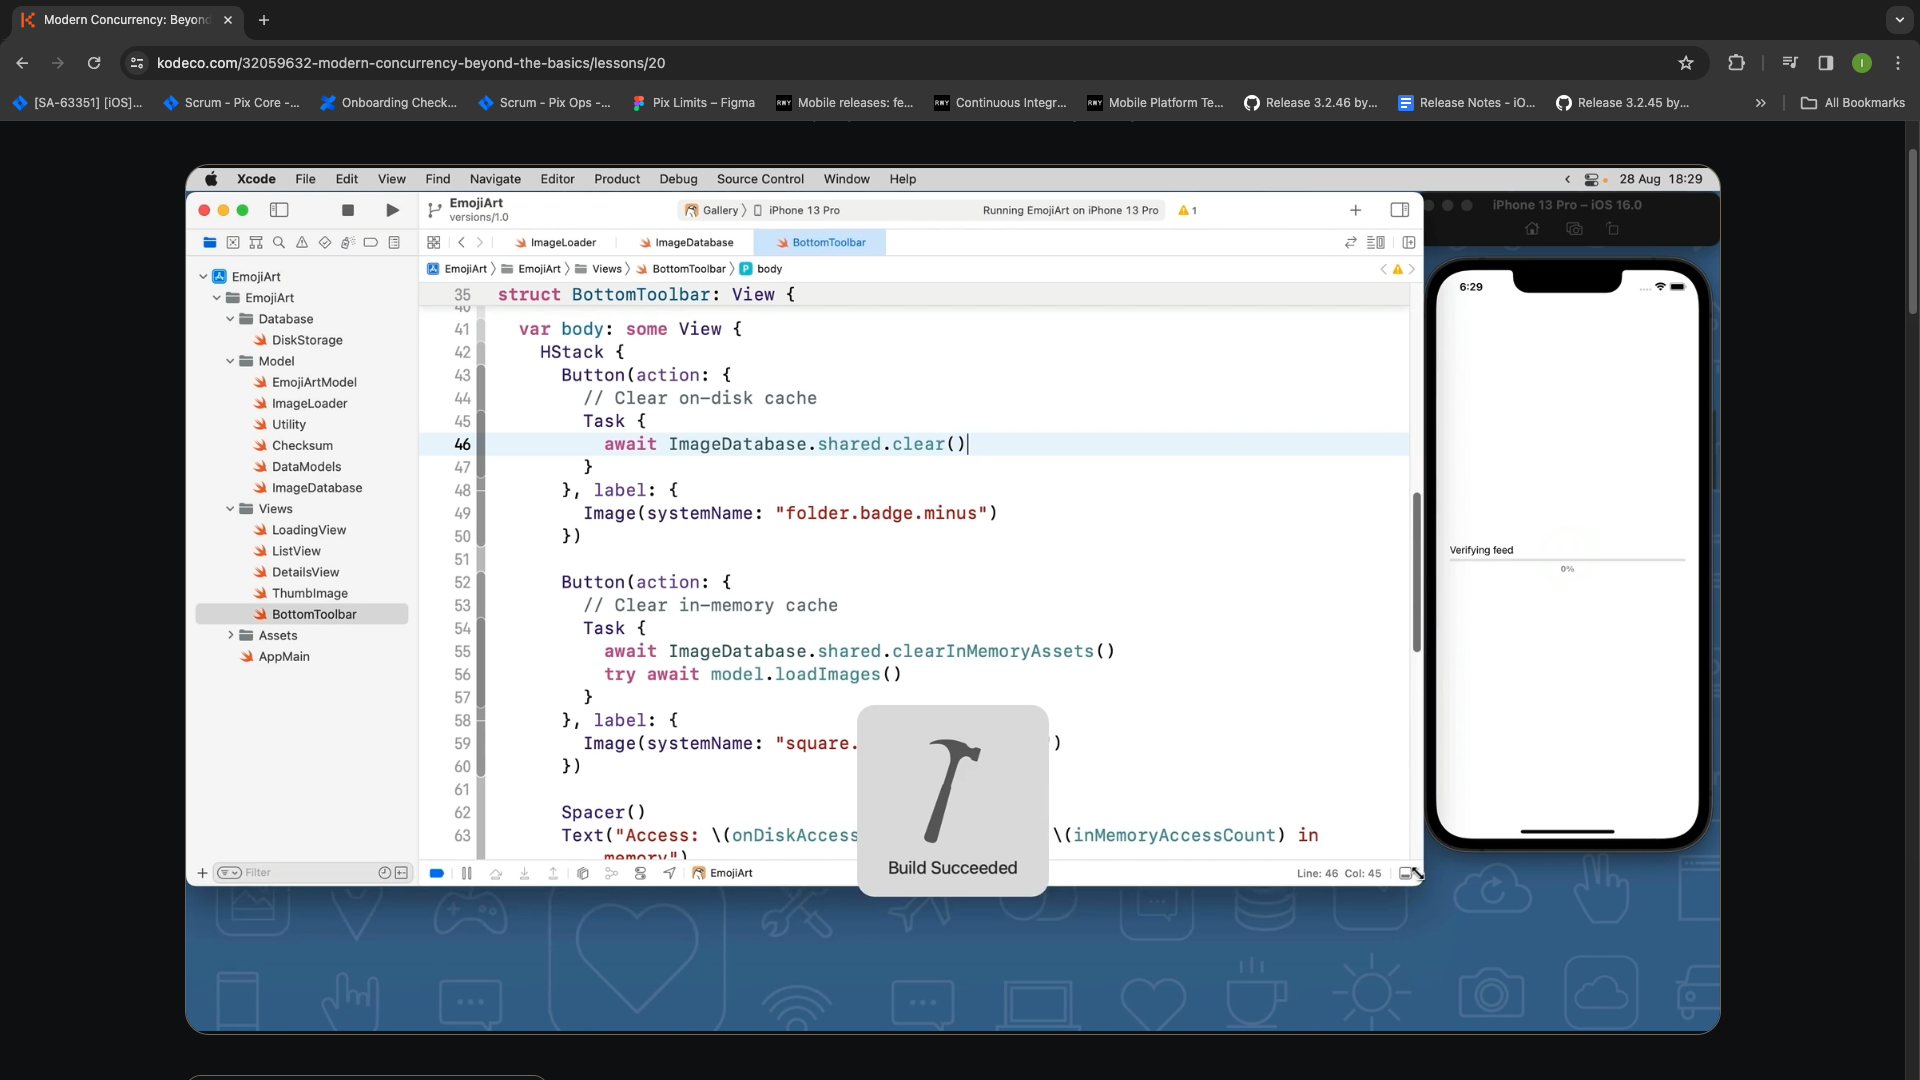 Modern Concurrency: Beyond
kodeco.com/32059632-modern-concurrency-beyond-the-basics/lessons/20
[SA-63351] [iOS]...
Scrum - Pix Core -...
Onboarding Check...
Scrum - Pix Ops -...
Pix Limits – Figma
Mobile releases: fe...
Continuous Integr...
Mobile Platform Te...
Release 3.2.46 by...
Release Notes - iO...
Release 3.2.45 by...
All Bookmarks
Xcode File Edit View Find Navigate Editor Product Debug Source Control Window Help
28 Aug 18:29
EmojiArt
versions/1.0
Gallery
iPhone 13 Pro
Running EmojiArt on iPhone 13 Pro
1
iPhone 13 Pro – iOS 16.0
ImageLoader
ImageDatabase
BottomToolbar
EmojiArt
EmojiArt
Views
BottomToolbar
body
EmojiArt
EmojiArt
Database
DiskStorage
Model
EmojiArtModel
ImageLoader
Utility
Checksum
DataModels
ImageDatabase
Views
LoadingView
ListView
DetailsView
ThumbImage
BottomToolbar
Assets
AppMain
Filter
35 struct BottomToolbar: View {
41 var body: some View {
42 HStack {
43 Button(action: {
44 // Clear on-disk cache
45 Task {
46 await ImageDatabase.shared.clear()
47 }
48 }, label: {
49 Image(systemName: "folder.badge.minus")
50 })
51
52 Button(action: {
53 // Clear in-memory cache
54 Task {
55 await ImageDatabase.shared.clearInMemoryAssets()
56 try await model.loadImages()
57 }
58 }, label: {
59 Image(systemName: "square. ")
60 })
61
62 Spacer()
63 Text("Access: \(onDiskAccess \(inMemoryAccessCount) in
memory")
Build Succeeded
EmojiArt
Line: 46 Col: 45
6:29
Verifying feed
0%